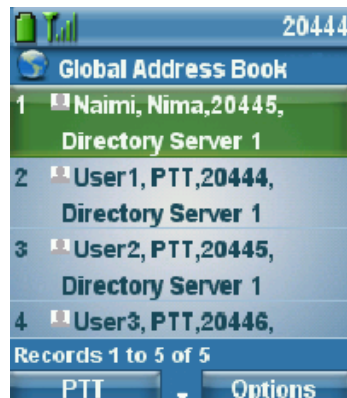 20444
Global Address Book
1 Naimi, Nima,20445,
Directory Server 1
2 User1, PTT,20444,
Directory Server 1
3 User2, PTT,20445,
Directory Server 1
4 User3, PTT,20446,
Records 1 to 5 of 5
PTT Options